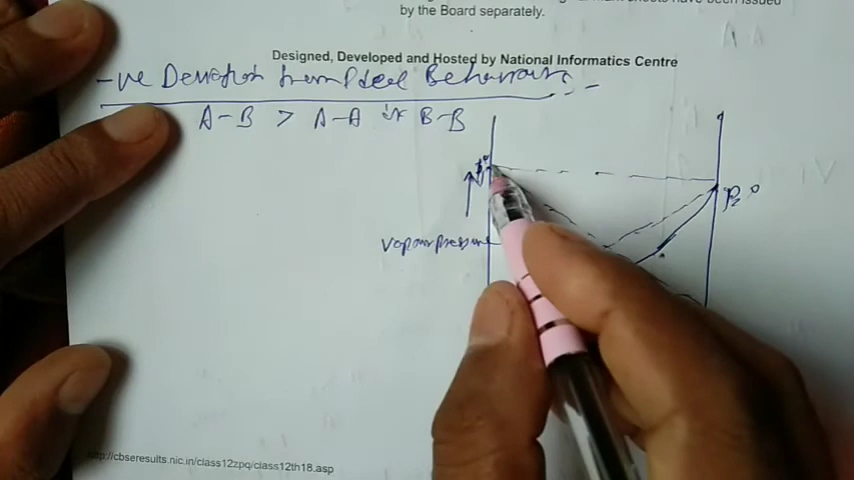 by the Board separately.
Designed, Developed and Hosted by National Informatics Centre
-ve Deviation from Ideal Behaviour
A-B > A-A or B-B
P2°
Vapour pressure
http://cbseresults.nic.in/class12zpq/class12th18.asp